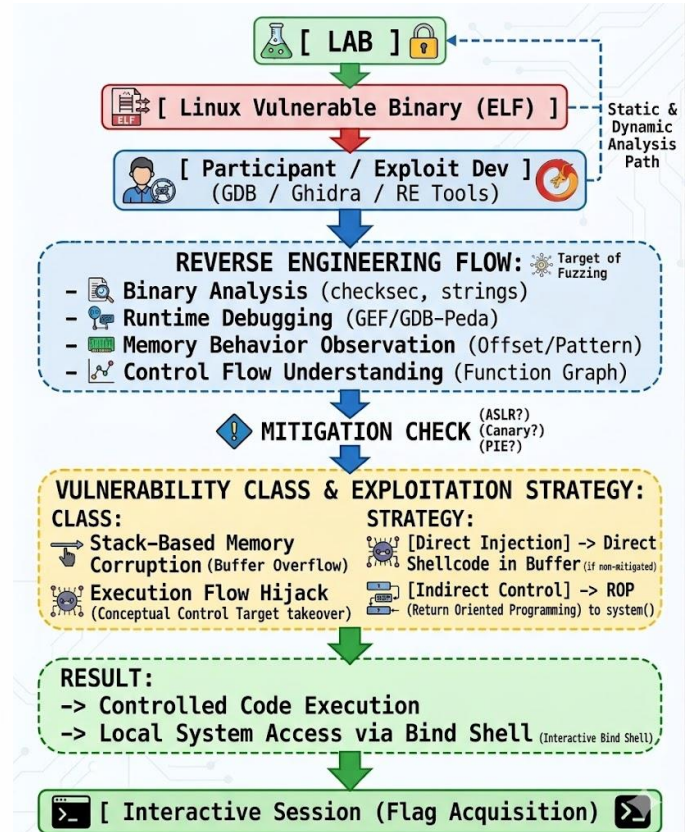 [ LAB ]
ELF
[ Linux Vulnerable Binary (ELF) ]
Static &
Dynamic
Analysis
Path
[ Participant / Exploit Dev ]
(GDB / Ghidra / RE Tools)
REVERSE ENGINEERING FLOW:
Target of
Fuzzing
- Binary Analysis (checksec, strings)
- Runtime Debugging (GEF/GDB-Peda)
- Memory Behavior Observation (Offset/Pattern)
- Control Flow Understanding (Function Graph)
MITIGATION CHECK
(ASLR?)
(Canary?)
(PIE?)
VULNERABILITY CLASS & EXPLOITATION STRATEGY:
CLASS:
Stack-Based Memory
Corruption (Buffer Overflow)
Execution Flow Hijack
(Conceptual Control Target takeover)
STRATEGY:
[Direct Injection] -> Direct
Shellcode in Buffer (if non-mitigated)
[Indirect Control] -> ROP
(Return Oriented Programming) to system()
RESULT:
-> Controlled Code Execution
-> Local System Access via Bind Shell (Interactive Bind Shell)
[ Interactive Session (Flag Acquisition) ]